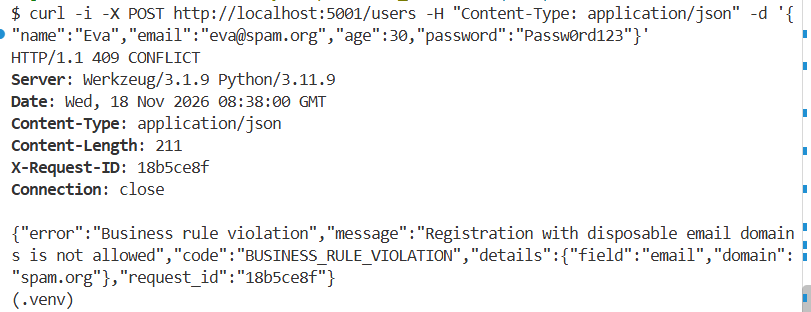 $ curl -i -X POST http://localhost:5001/users -H "Content-Type: application/json" -d '{
"name":"Eva","email":"eva@spam.org","age":30,"password":"Passw0rd123"}'
HTTP/1.1 409 CONFLICT
Server: Werkzeug/3.1.9 Python/3.11.9
Date: Wed, 18 Nov 2026 08:38:00 GMT
Content-Type: application/json
Content-Length: 211
X-Request-ID: 18b5ce8f
Connection: close

{"error":"Business rule violation","message":"Registration with disposable email domain
s is not allowed","code":"BUSINESS_RULE_VIOLATION","details":{"field":"email","domain":
"spam.org"},"request_id":"18b5ce8f"}
(.venv)